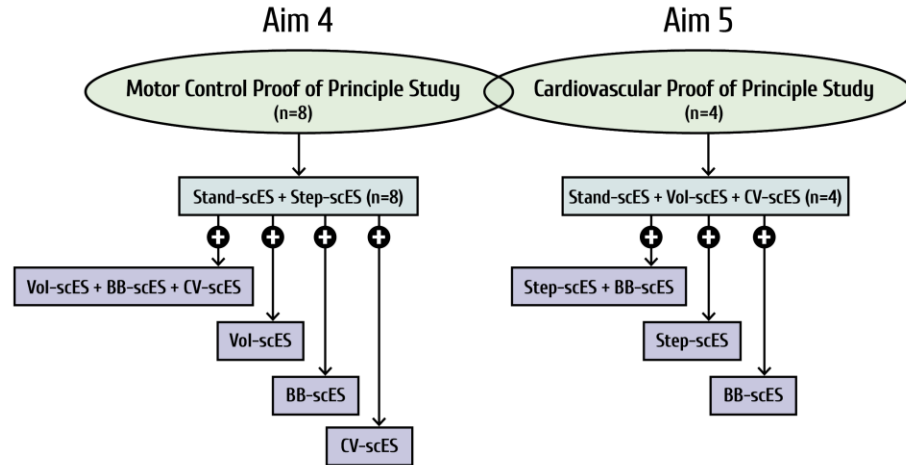 Aim 4
Aim 5
Motor Control Proof of Principle Study
(n=8)
Cardiovascular Proof of Principle Study
(n=4)
Stand-scES + Step-scES (n=8)
Stand-scES + Vol-scES + CV-scES (n=4)
Vol-scES + BB-scES + CV-scES
Vol-scES
BB-scES
CV-scES
Step-scES + BB-scES
Step-scES
BB-scES